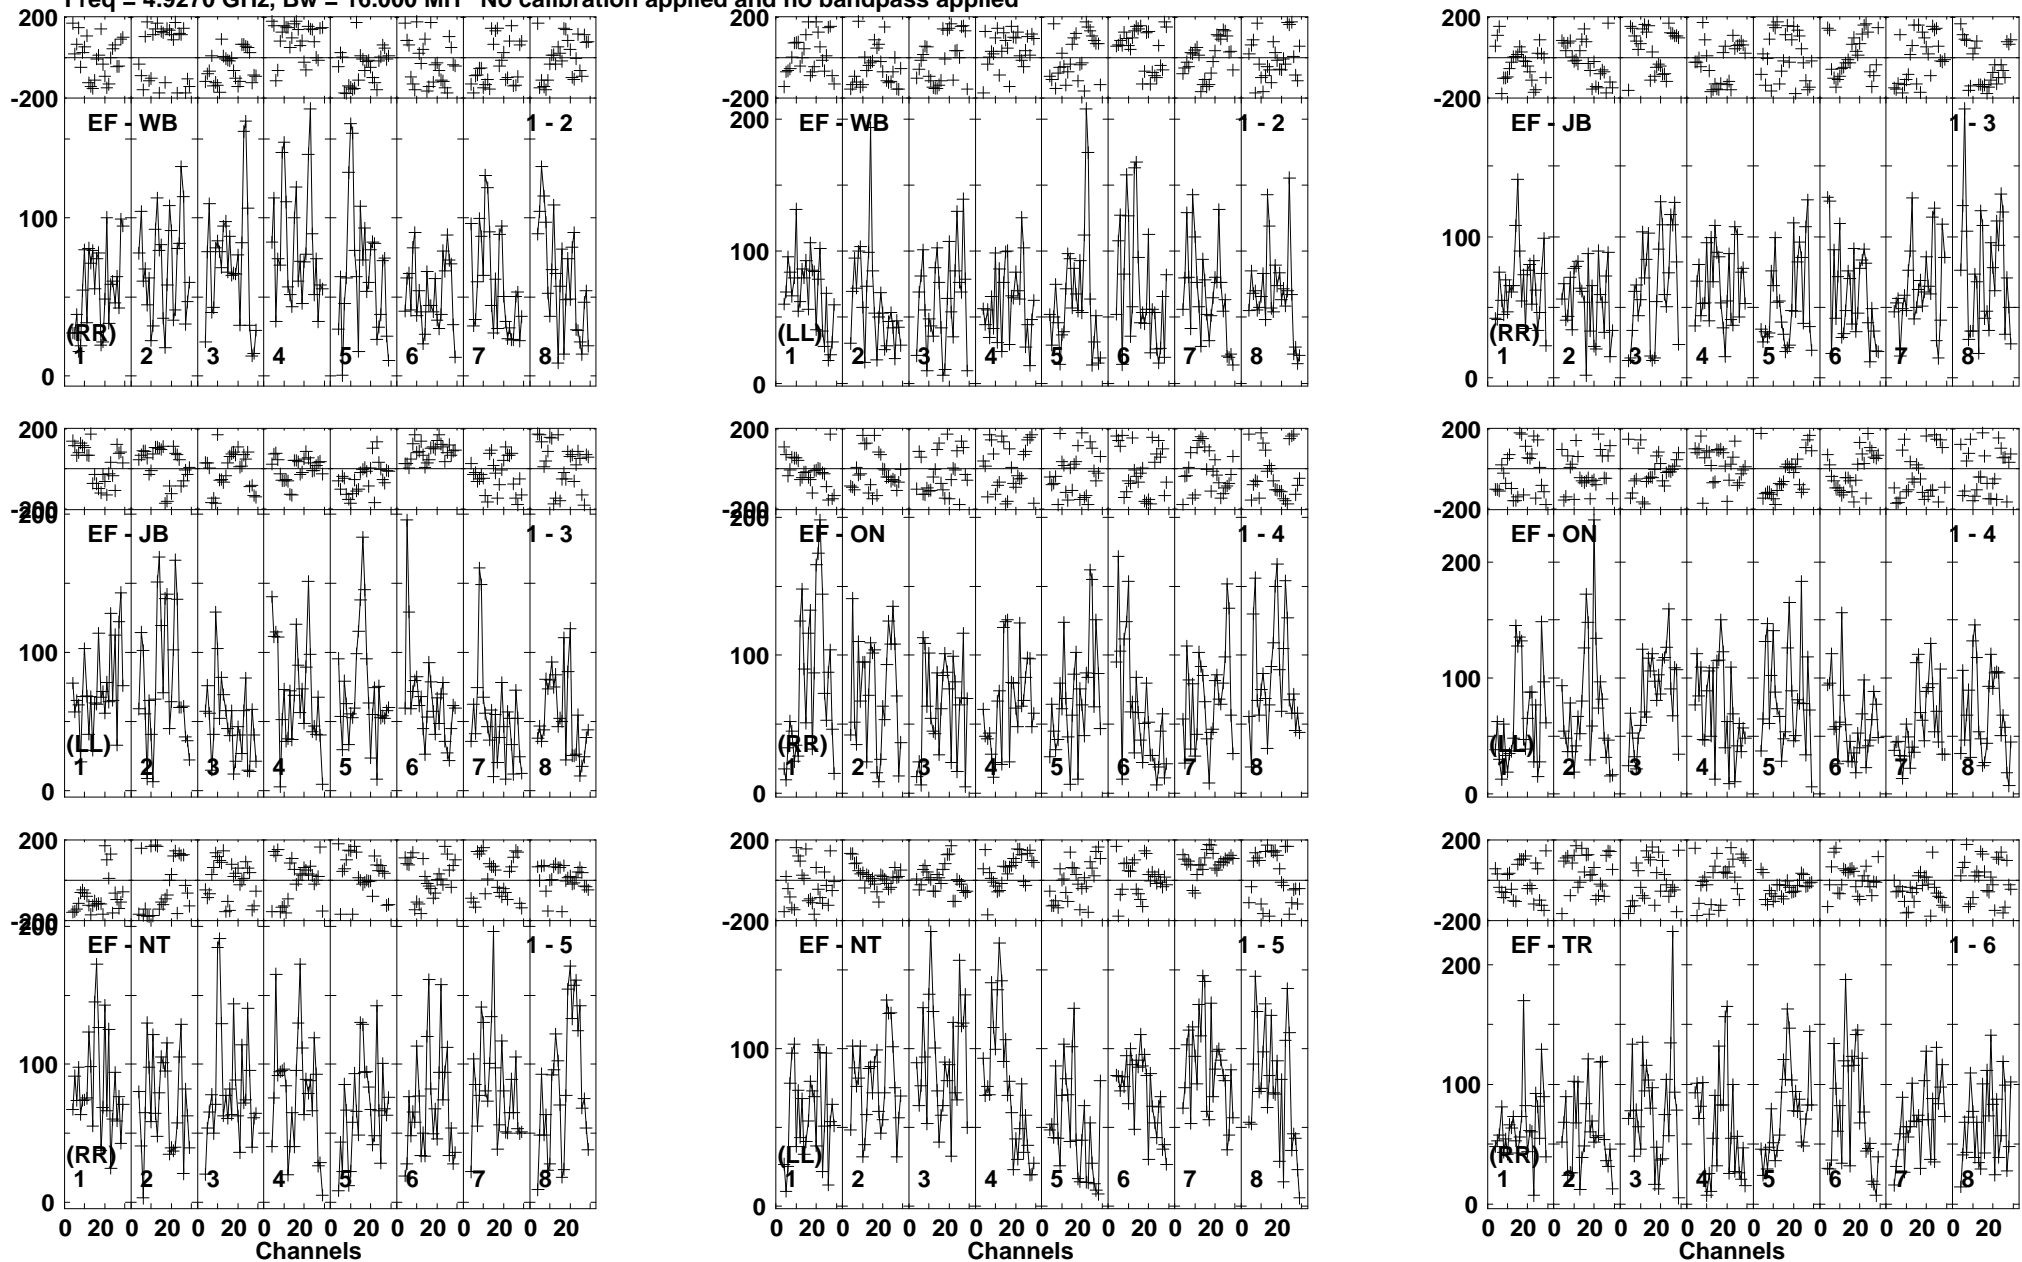 Freq = 4.9270 GHz, Bw = 16.000 MH No calibration applied and no bandpass applied
200 200 200
-200 -200 -200
EF - WB 1 - 2 EF - WB 1 - 2 EF - JB 1 - 3
200
100 100 100
(RR) (LL) (RR)
1 2 3 4 5 6 7 8 1 2 3 4 5 6 7 8 1 2 3 4 5 6 7 8
0 0 0
200 200 200
-200 -200 -200
200 200
EF - JB 1 - 3 EF - ON 1 - 4 EF - ON 1 - 4
200
100 100 100
(LL) (RR) (LL)
1 2 3 4 5 6 7 8 1 2 3 4 5 6 7 8 1 2 3 4 5 6 7 8
0 0 0
200 200 200
-200 -200 -200
200
EF - NT 1 - 5 EF - NT 1 - 5 EF - TR 1 - 6
200
100 100 100
(RR) (LL) (RR)
1 2 3 4 5 6 7 8 1 2 3 4 5 6 7 8 1 2 3 4 5 6 7 8
0 0 0
0 20 0 20 0 20 0 20 0 20 0 20 0 20 0 20 0 20 0 20 0 20 0 20 0 20 0 20 0 20 0 20 0 20 0 20 0 20 0 20 0 20 0 20 0 20 0 20
Channels Channels Channels